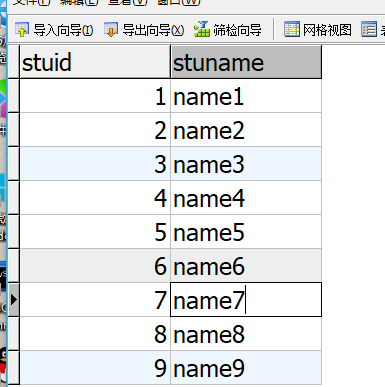 导入向导(I) 导出向导(X) 筛检向导 网格视图
stuid stuname
1 name1
2 name2
3 name3
4 name4
5 name5
6 name6
7 name7
8 name8
9 name9